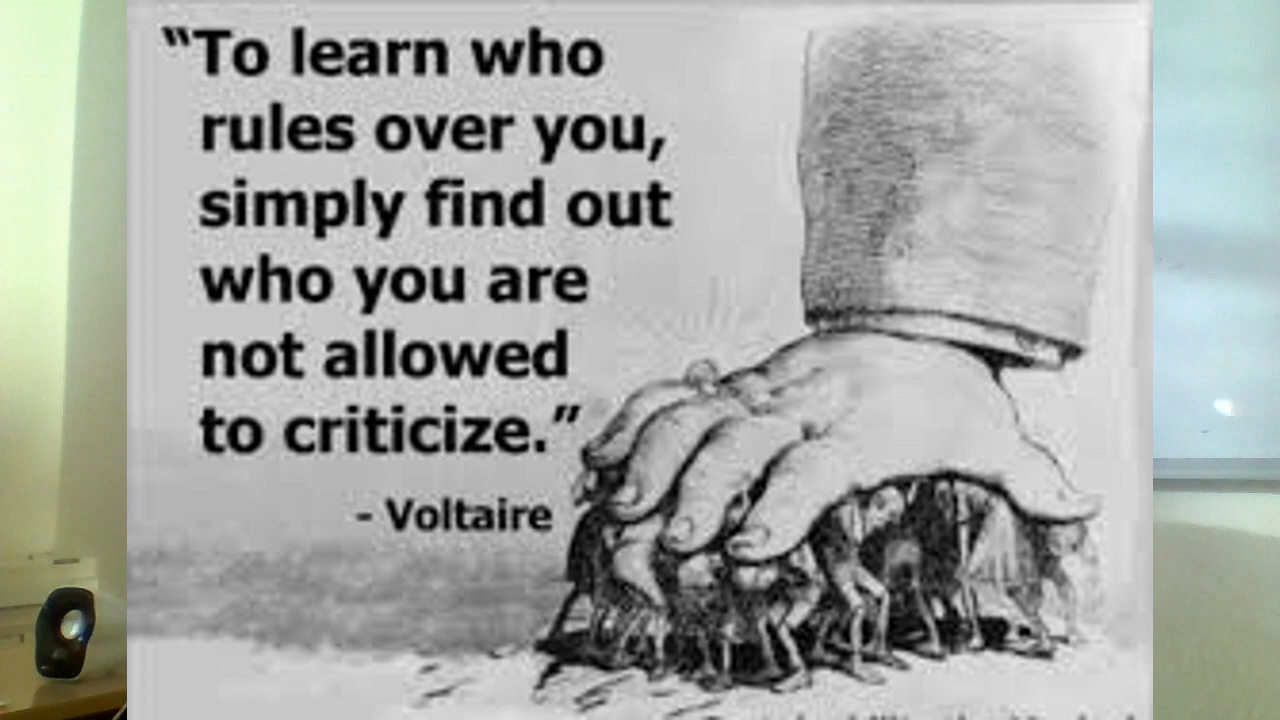 “To learn who
rules over you,
simply find out
who you are
not allowed
to criticize.”
- Voltaire